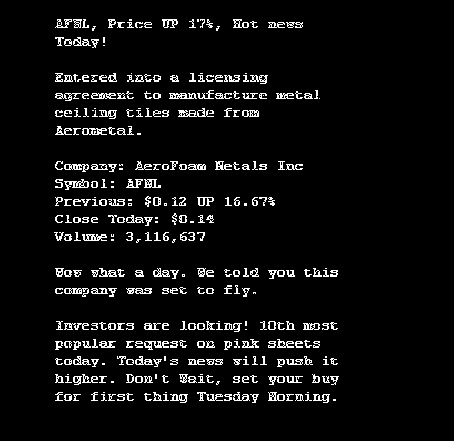 AFML, Price UP 17%, Hot news
Today!
Entered into a licensing
agreement to manufacture metal
ceiling tiles made from
Aerometal.
Company: AeroFoam Metals Inc
Symbol: AFML
Previous: $0.12 UP 16.67%
Close Today: $0.14
Volume: 3,116,637
Wow what a day. We told you this
company was set to fly.
Investors are looking! 10th most
popular request on pink sheets
today. Today's news will push it
higher. Don't Wait, set your buy
for first thing Tuesday Morning.